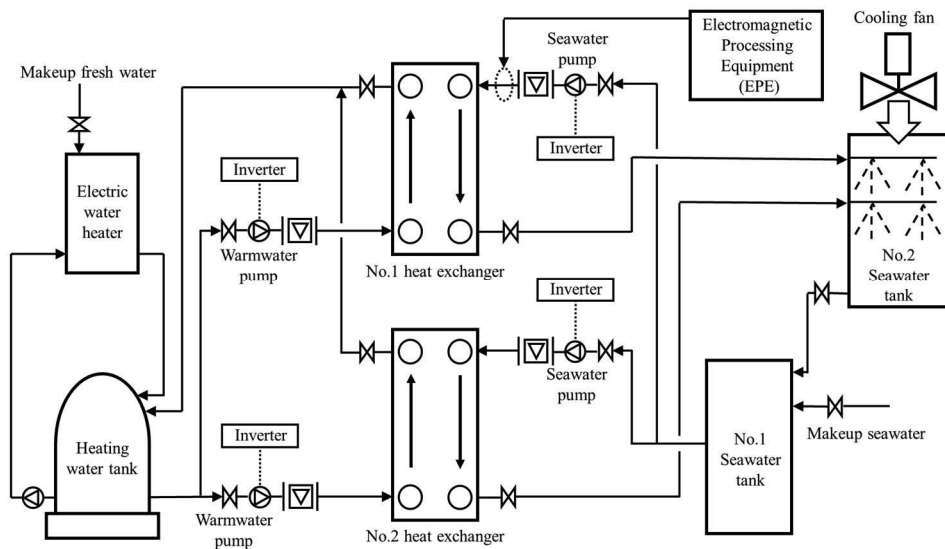 Makeup fresh water
Electric
water
heater
Heating
water tank
Inverter
Warmwater
pump
Inverter
Warmwater
pump
No.1 heat exchanger
No.2 heat exchanger
Seawater
pump
Inverter
Inverter
Seawater
pump
Electromagnetic
Processing
Equipment
(EPE)
Cooling fan
No.2
Seawater
tank
No.1
Seawater
tank
Makeup seawater